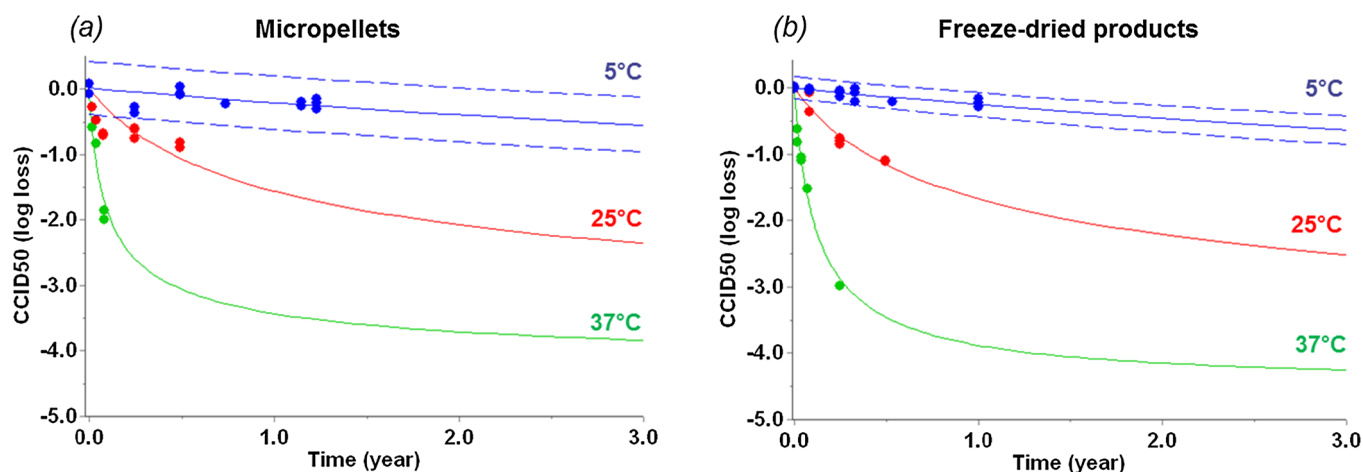 (a) Micropellets
0.0
-1.0
-2.0
-3.0
-4.0
-5.0
CCID50 (log loss)
5°C
25°C
37°C
0.0 1.0 2.0 3.0
Time (year)
(b) Freeze-dried products
0.0
-1.0
-2.0
-3.0
-4.0
-5.0
CCID50 (log loss)
5°C
25°C
37°C
0.0 1.0 2.0 3.0
Time (year)